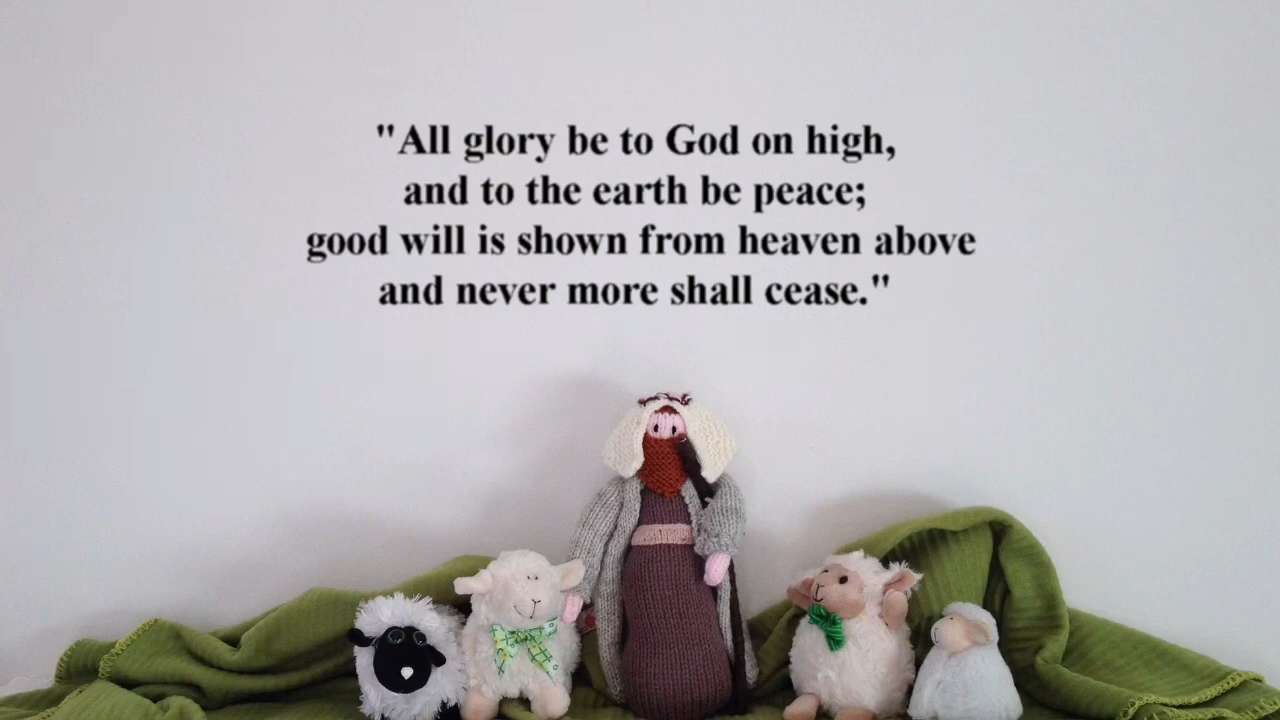 "All glory be to God on high,
and to the earth be peace;
good will is shown from heaven above
and never more shall cease."